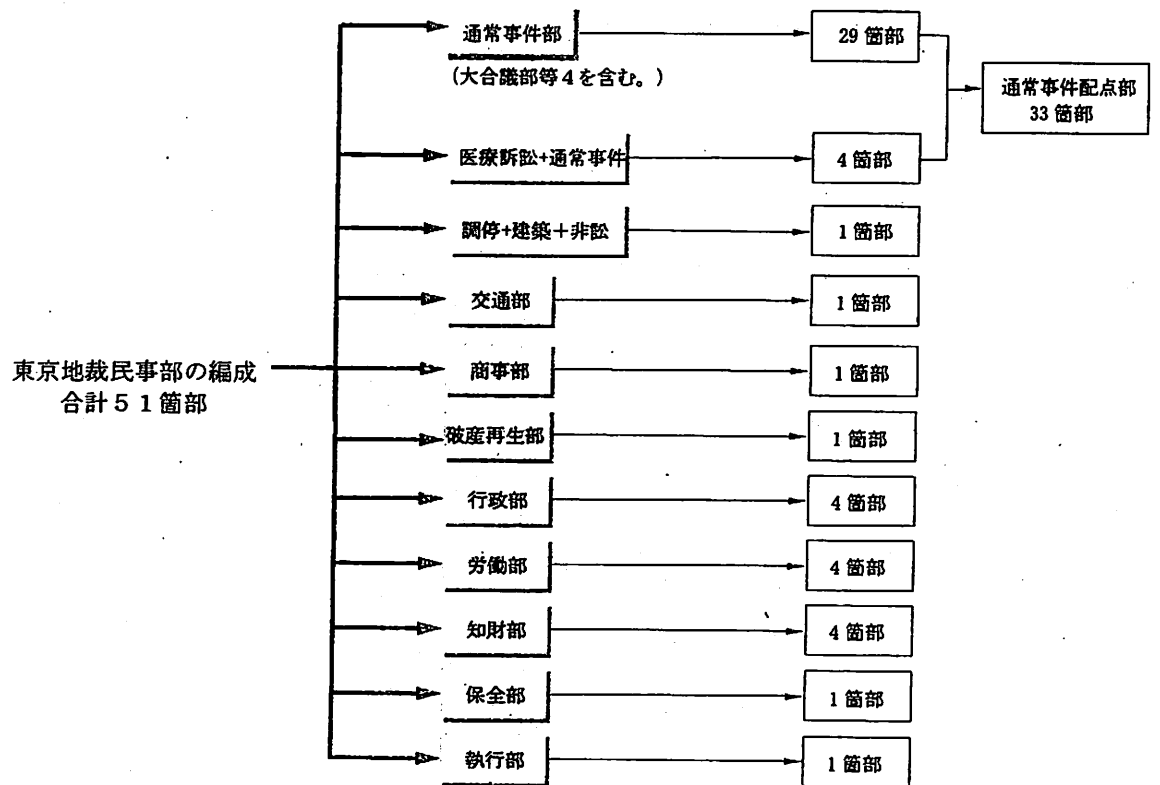 通常事件部
29 箇部
(大合議部等4を含む。)
通常事件配点部
33 箇部
医療訴訟+通常事件
4 箇部
調停+建築+非訟
1 箇部
交通部
1 箇部
東京地裁民事部の編成
合計51箇部
商事部
1 箇部
破産再生部
1 箇部
行政部
4 箇部
労働部
4 箇部
知財部
4 箇部
保全部
1 箇部
執行部
1 箇部